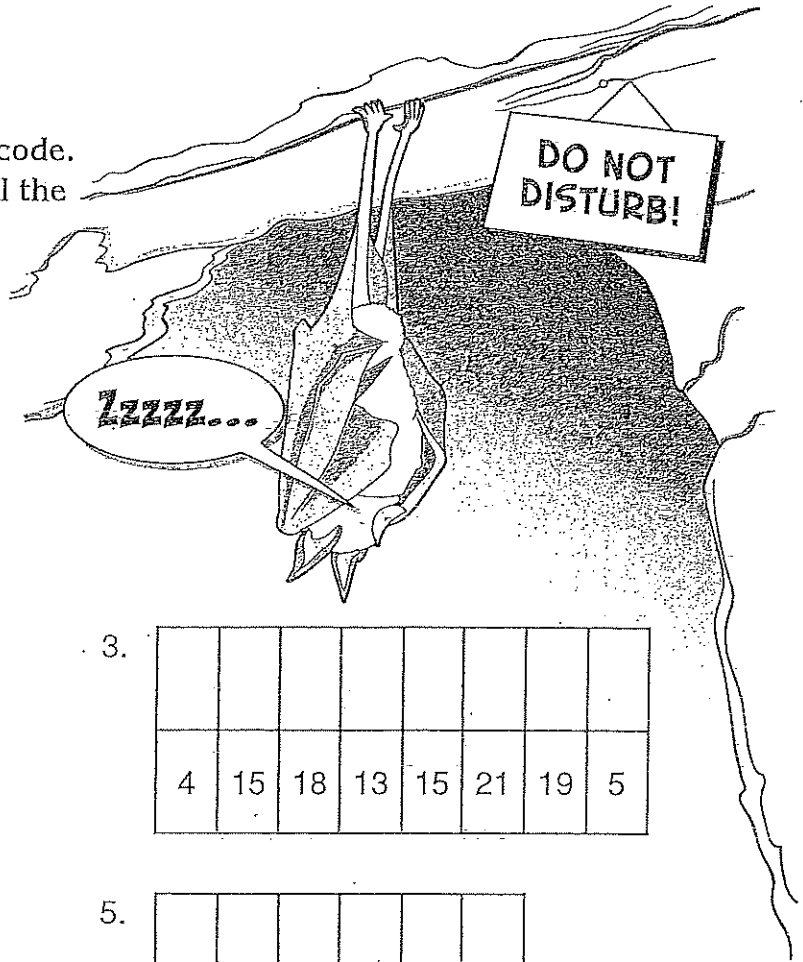 code.
l the
DO NOT
DISTURB!
Zzzzz...
3.
4 15 18 13 15 21 19 5
5.